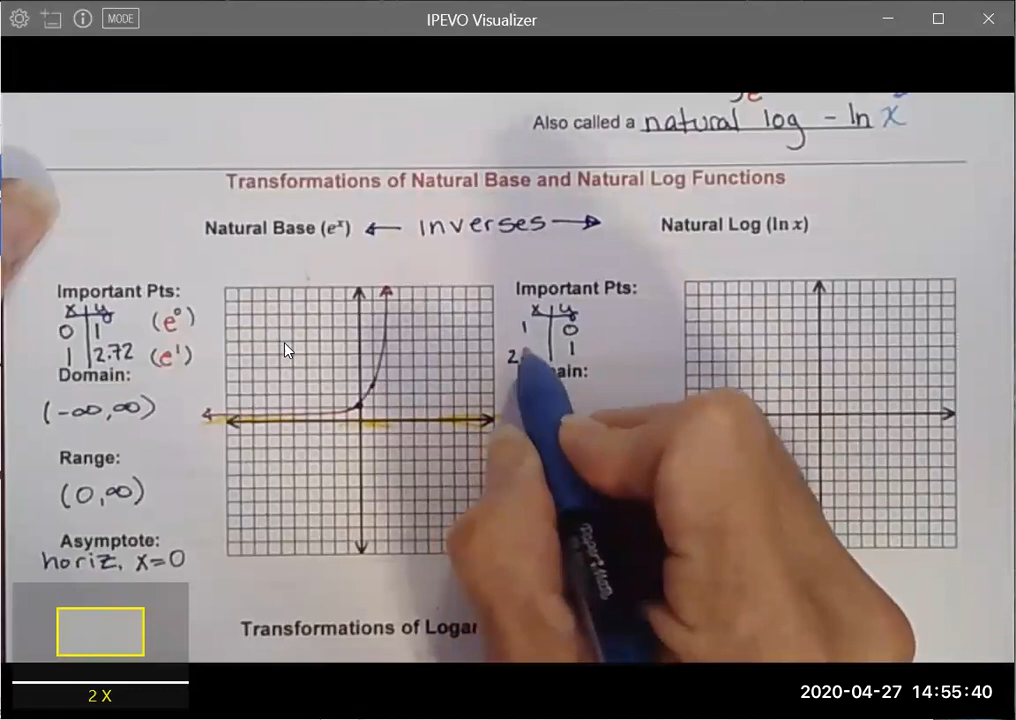 MODE
IPEVO Visualizer
Also called a natural log - ln x
Transformations of Natural Base and Natural Log Functions
Natural Base (eˣ) ← Inverses → Natural Log (ln x)
Important Pts:
x y
0 1 (e⁰)
1 2.72 (e¹)
Domain:
(-∞,∞)
Range:
(0,∞)
Asymptote:
horiz, x=0
Important Pts:
x y
1 0
2 1
ain:
Transformations of Logar
2 X
2020-04-27 14:55:40